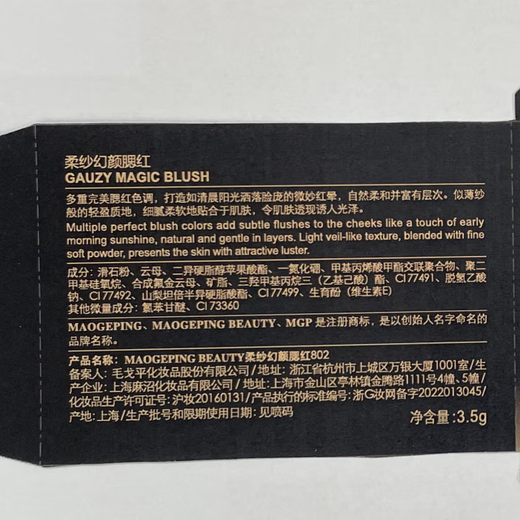 柔纱幻颜腮红
GAUZY MAGIC BLUSH
多重完美腮红色调，打造如清晨阳光洒落脸庞的微妙红晕，自然柔和并富有层次。似薄纱
般的轻盈质地，细腻柔软地贴合于肌肤，令肌肤透现诱人光泽。
Multiple perfect blush colors add subtle flushes to the cheeks like a touch of early
morning sunshine, natural and gentle in layers. Light veil-like texture, blended with fine
soft powder, presents the skin with attractive luster.
成分：滑石粉、云母、二异硬脂醇苹果酸酯、一氮化硼、甲基丙烯酸甲酯交联聚合物、聚二
甲基硅氧烷、合成氟金云母、矿脂、三羟甲基丙烷三（乙基己酸）酯、CI 77491、脱氢乙酸
钠、CI 77492、山梨坦倍半异硬脂酸酯、CI 77499、生育酚（维生素E）
其他微量成分：氯苯甘醚、CI 73360
MAOGEPING、MAOGEPING BEAUTY、MGP 是注册商标，是以创始人名字命名的
品牌名称。
产品名称：MAOGEPING BEAUTY柔纱幻颜腮红802
备案人：毛戈平化妆品股份有限公司/地址：浙江省杭州市上城区万银大厦1001室/生
产企业：上海麻沼化妆品有限公司/地址：上海市金山区亭林镇金腾路1111号4幢、5幢/
化妆品生产许可证号：沪妆20160131/产品执行的标准编号：浙G妆网备字2022013045/
产地：上海/生产批号和限期使用日期：见喷码
净含量：3.5g